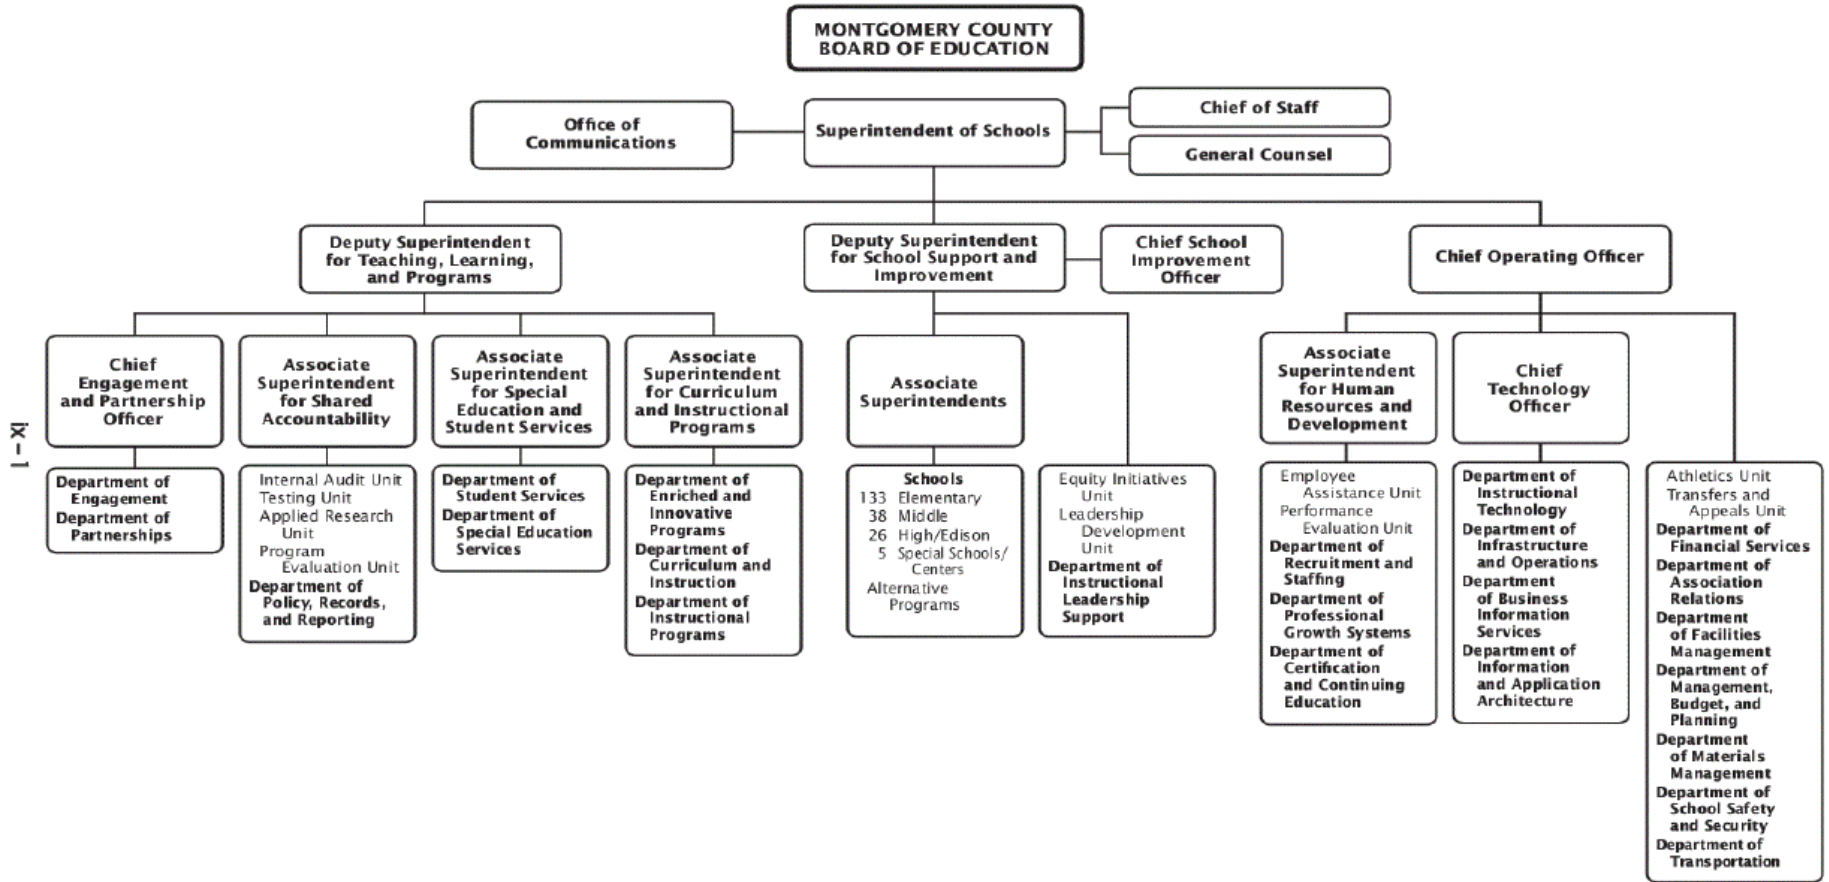 MONTGOMERY COUNTY
BOARD OF EDUCATION
Office of
Communications
Superintendent of Schools
Chief of Staff
General Counsel
Deputy Superintendent
for Teaching, Learning,
and Programs
Deputy Superintendent
for School Support and
Improvement
Chief School
Improvement
Officer
Chief Operating Officer
Chief
Engagement
and Partnership
Officer
Associate
Superintendent
for Shared
Accountability
Associate
Superintendent
for Special
Education and
Student Services
Associate
Superintendent
for Curriculum
and Instructional
Programs
Associate
Superintendents
Associate
Superintendent
for Human
Resources and
Development
Chief
Technology
Officer
Department of
Engagement
Department of
Partnerships
Internal Audit Unit
Testing Unit
Applied Research
Unit
Program
Evaluation Unit
Department of
Policy, Records,
and Reporting
Department of
Student Services
Department of
Special Education
Services
Department of
Enriched and
Innovative
Programs
Department of
Curriculum and
Instruction
Department of
Instructional
Programs
Schools
133 Elementary
38 Middle
26 High/Edison
5 Special Schools/
Centers
Alternative
Programs
Equity Initiatives
Unit
Leadership
Development
Unit
Department of
Instructional
Leadership
Support
Employee
Assistance Unit
Performance
Evaluation Unit
Department of
Recruitment and
Staffing
Department of
Professional
Growth Systems
Department of
Certification
and Continuing
Education
Department of
Instructional
Technology
Department of
Infrastructure
and Operations
Department
of Business
Information
Services
Department of
Information
and Application
Architecture
Athletics Unit
Transfers and
Appeals Unit
Department of
Financial Services
Department of
Association
Relations
Department
of Facilities
Management
Department of
Management,
Budget, and
Planning
Department
of Materials
Management
Department of
School Safety
and Security
Department of
Transportation
ix – 1